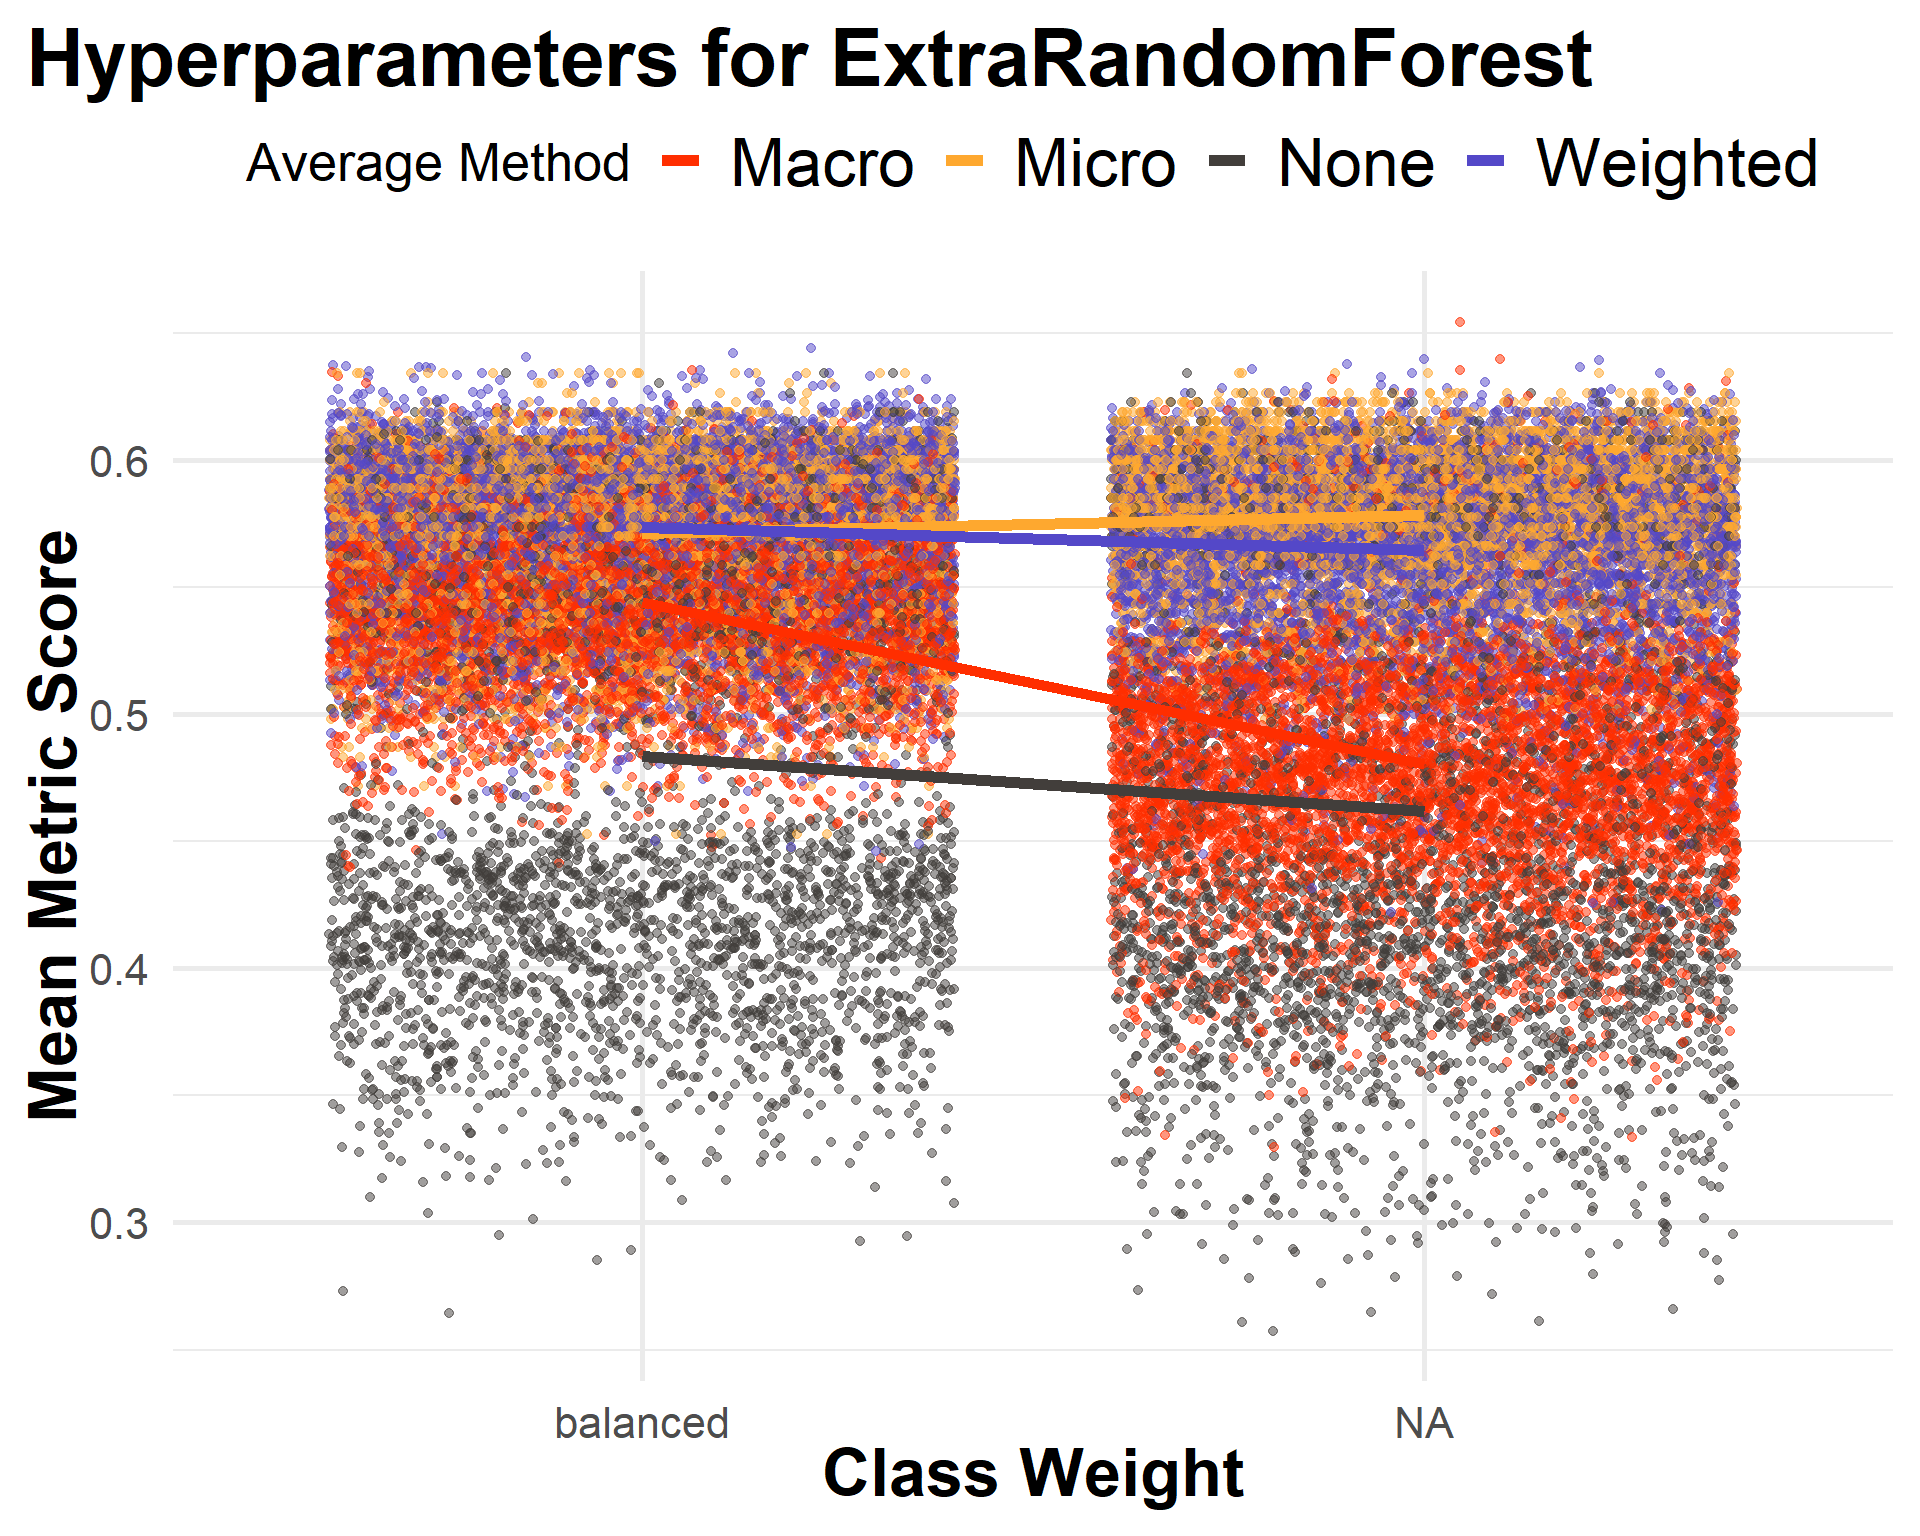 Hyperparameters for ExtraRandomForest
Average Method Macro Micro None Weighted
Mean Metric Score
0.6
0.5
0.4
0.3
balanced NA
Class Weight